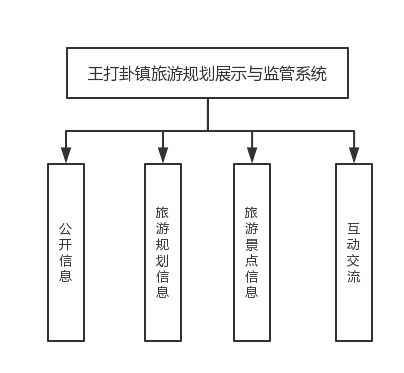 王打卦镇旅游规划展示与监管系统
公开信息
旅游规划信息
旅游景点信息
互动交流